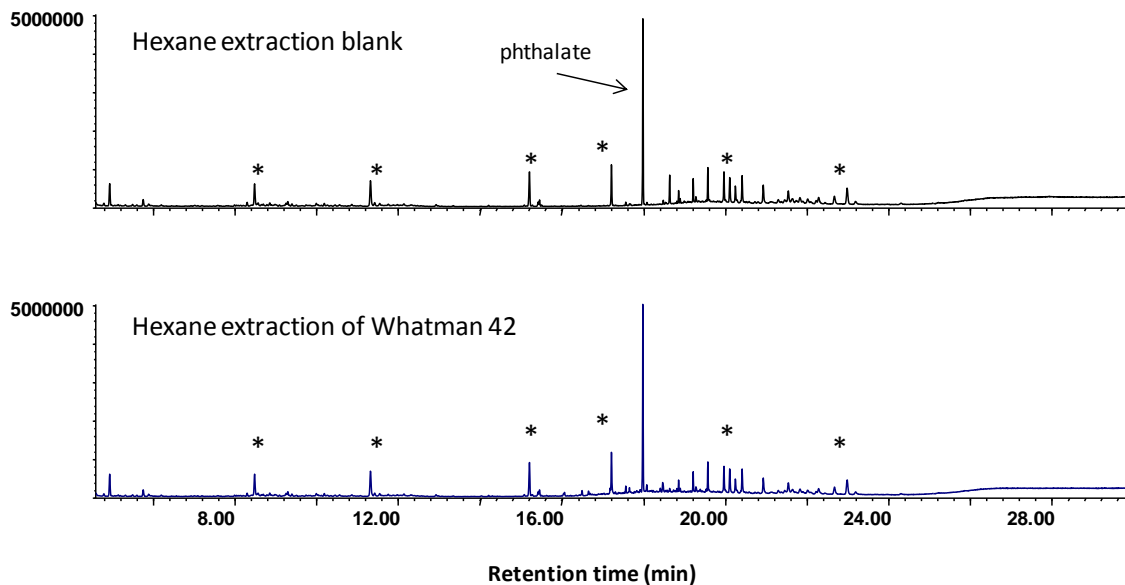 5000000
Hexane extraction blank
phthalate
* * * * * *
5000000
Hexane extraction of Whatman 42
* * * * * *
8.00 12.00 16.00 20.00 24.00 28.00
Retention time (min)